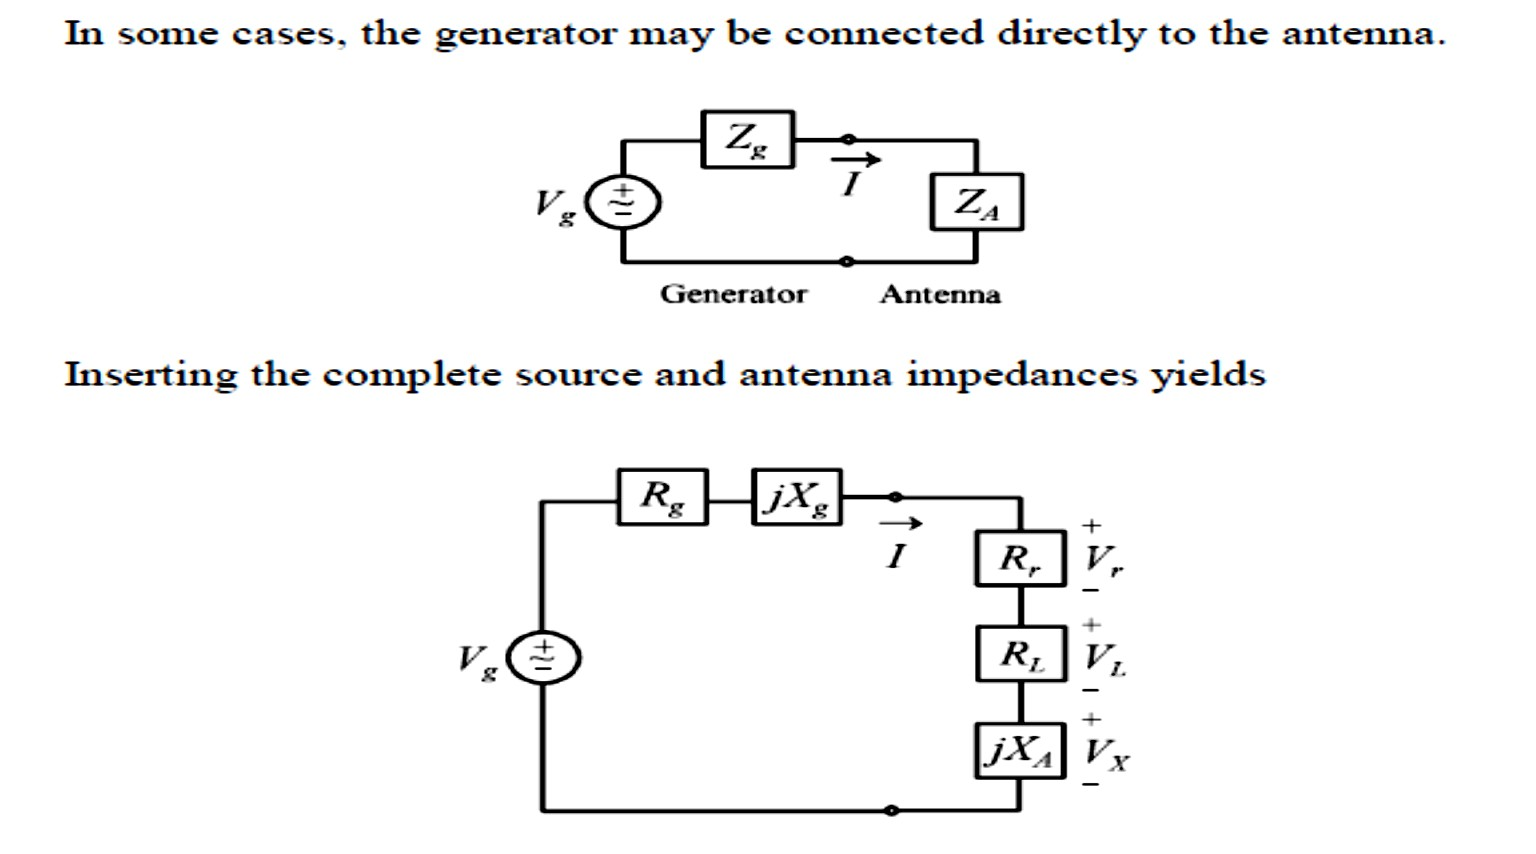 In some cases, the generator may be connected directly to the antenna.
Z_g
I
V_g
+
~
−
Z_A
Generator Antenna
Inserting the complete source and antenna impedances yields
R_g jX_g
I
+
R_r V_r
−
V_g
+
~
−
+
R_L V_L
−
+
jX_A V_X
−